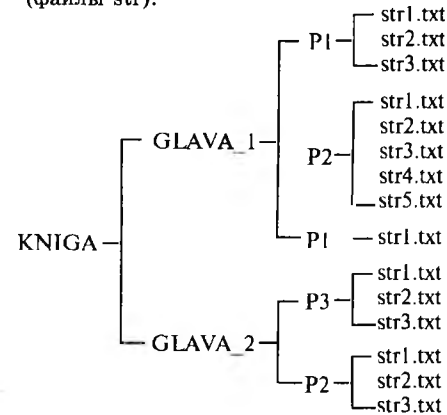 (файлы str).
str1.txt
P1
str2.txt
str3.txt
str1.txt
str2.txt
GLAVA_1
P2
str3.txt
str4.txt
str5.txt
KNIGA
P1
str1.txt
str1.txt
P3
str2.txt
str3.txt
GLAVA_2
str1.txt
P2
str2.txt
str3.txt